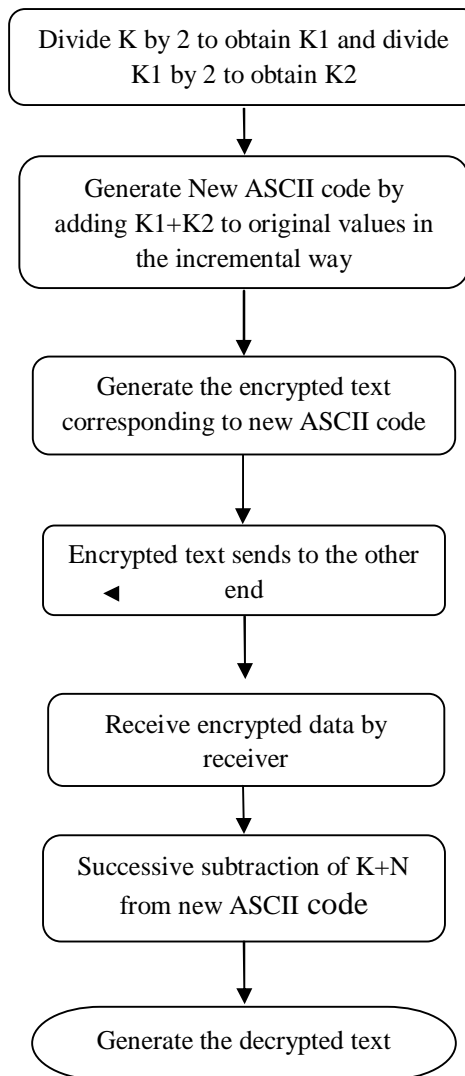 Divide K by 2 to obtain K1 and divide
K1 by 2 to obtain K2
Generate New ASCII code by
adding K1+K2 to original values in
the incremental way
Generate the encrypted text
corresponding to new ASCII code
Encrypted text sends to the other
end
Receive encrypted data by
receiver
Successive subtraction of K+N
from new ASCII code
Generate the decrypted text